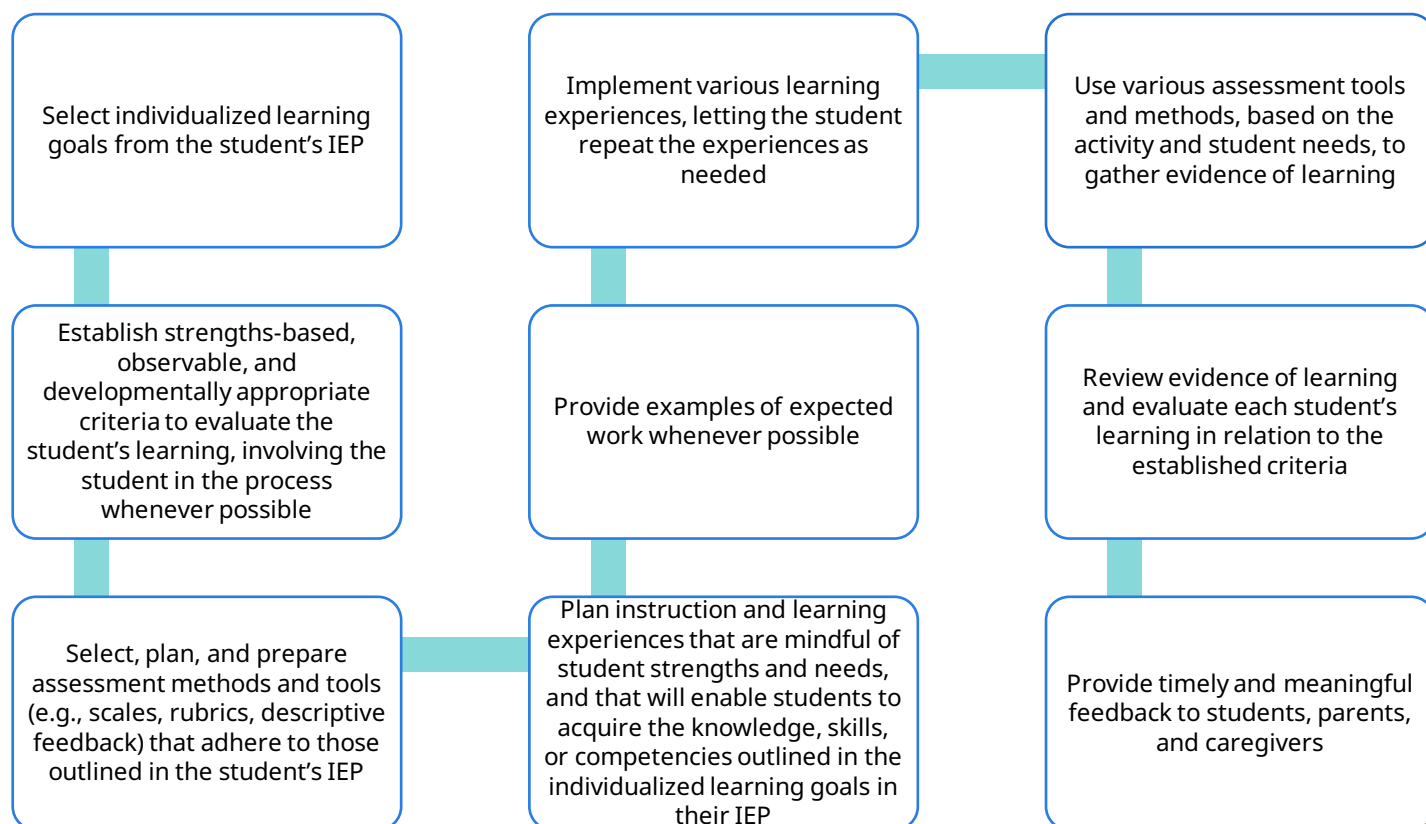 Select individualized learning
goals from the student’s IEP
Establish strengths-based,
observable, and
developmentally appropriate
criteria to evaluate the
student’s learning, involving the
student in the process
whenever possible
Select, plan, and prepare
assessment methods and tools
(e.g., scales, rubrics, descriptive
feedback) that adhere to those
outlined in the student’s IEP
Plan instruction and learning
experiences that are mindful of
student strengths and needs,
and that will enable students to
acquire the knowledge, skills,
or competencies outlined in the
individualized learning goals in
their IEP
Provide examples of expected
work whenever possible
Implement various learning
experiences, letting the student
repeat the experiences as
needed
Use various assessment tools
and methods, based on the
activity and student needs, to
gather evidence of learning
Review evidence of learning
and evaluate each student’s
learning in relation to the
established criteria
Provide timely and meaningful
feedback to students, parents,
and caregivers